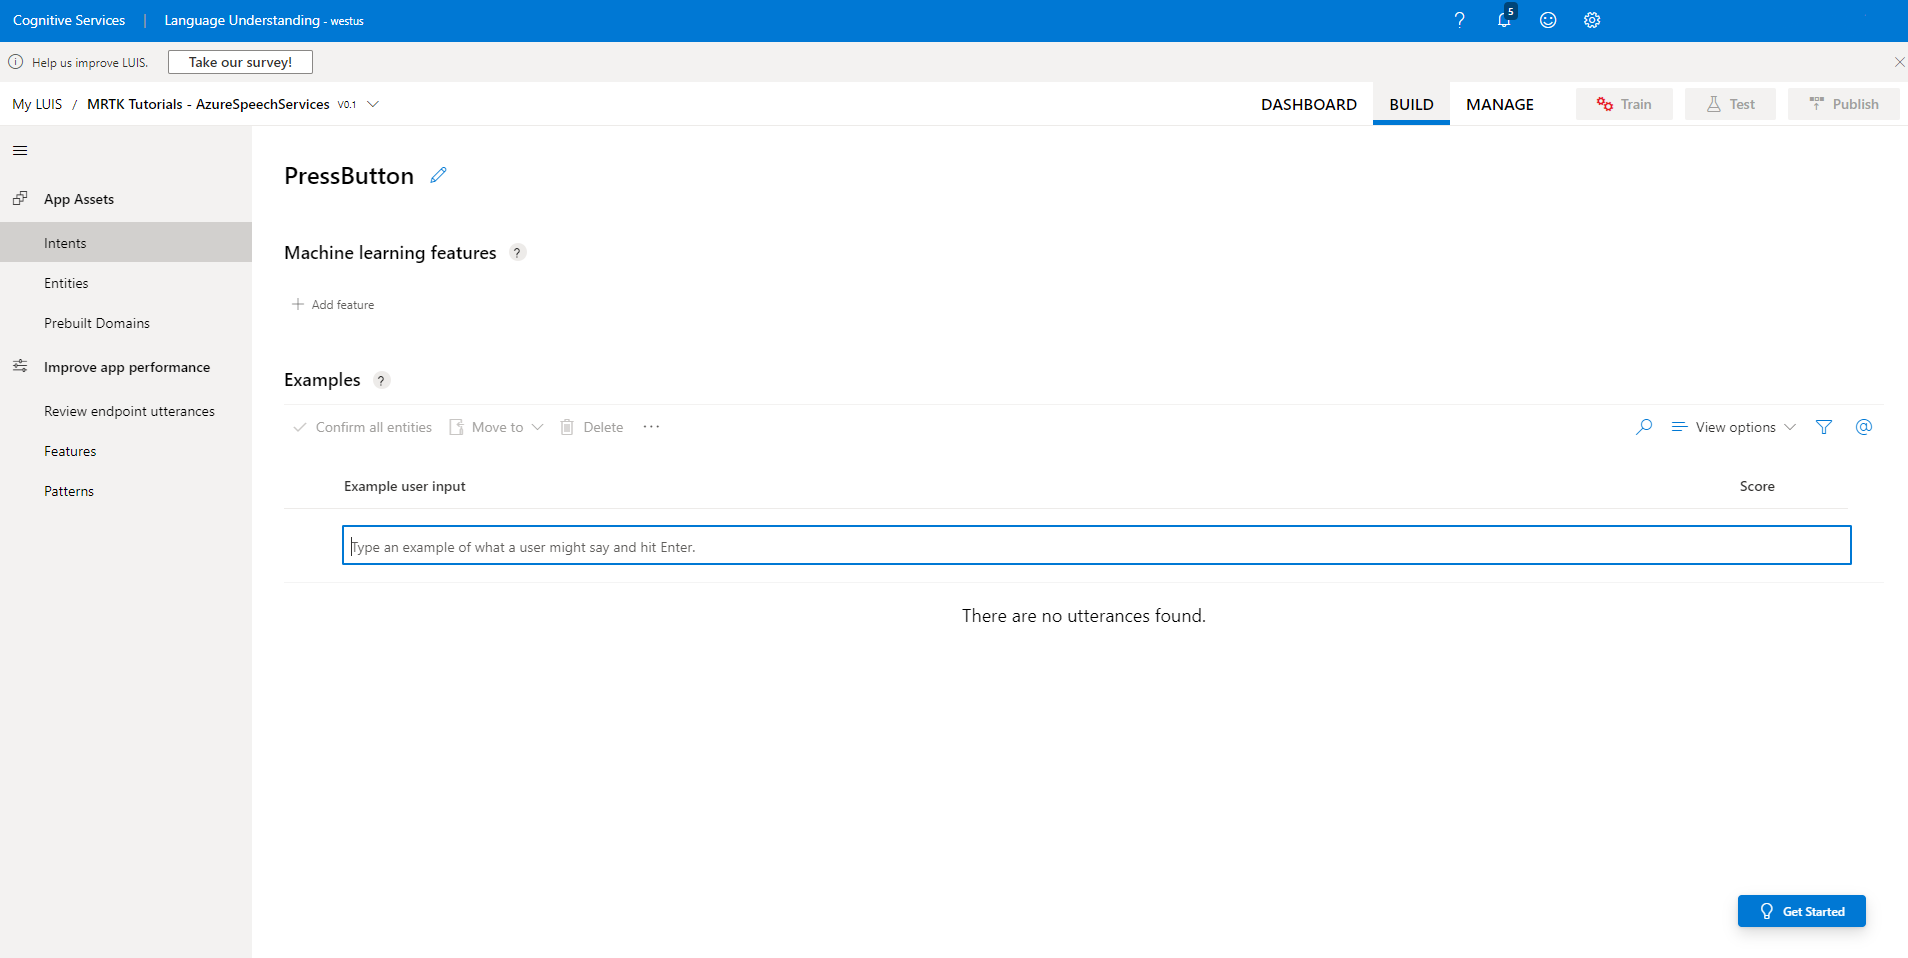 Cognitive Services | Language Understanding - westus
5
Help us improve LUIS. Take our survey!
My LUIS / MRTK Tutorials - AzureSpeechServices V0.1
DASHBOARD BUILD MANAGE Train Test Publish
App Assets
Intents
Entities
Prebuilt Domains
Improve app performance
Review endpoint utterances
Features
Patterns
PressButton
Machine learning features ?
+ Add feature
Examples ?
Confirm all entities Move to Delete ··· View options @
Example user input Score
Type an example of what a user might say and hit Enter.
There are no utterances found.
Get Started